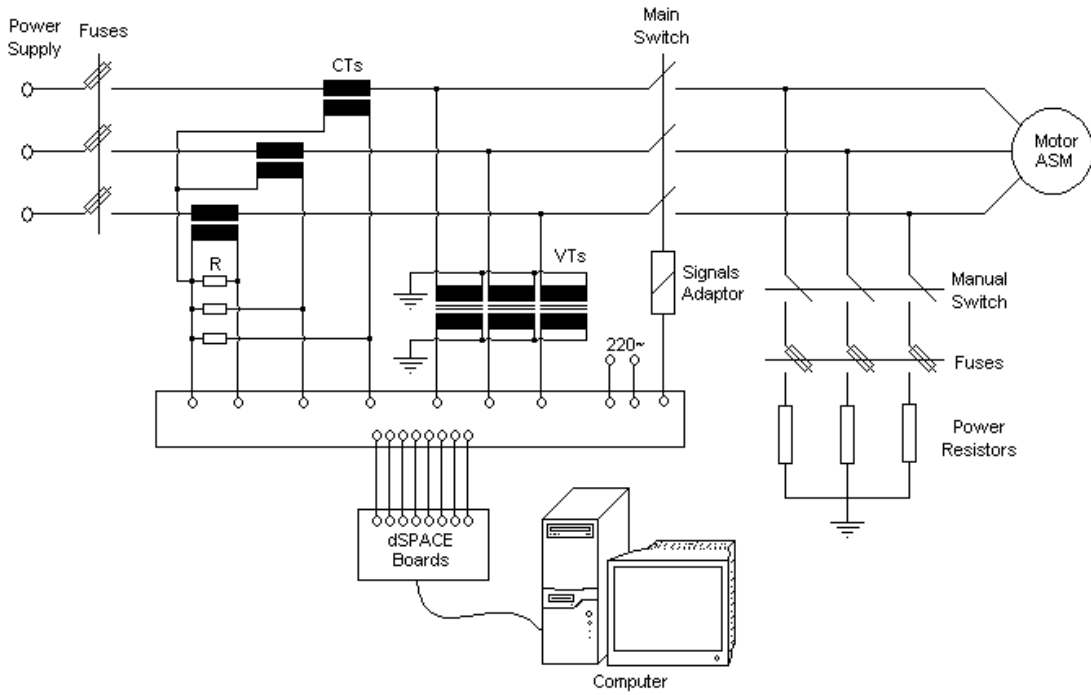 Power
Supply
Fuses
CTs
Main
Switch
Motor
ASM
R
VTs
Signals
Adaptor
Manual
Switch
220~
Fuses
Power
Resistors
dSPACE
Boards
Computer